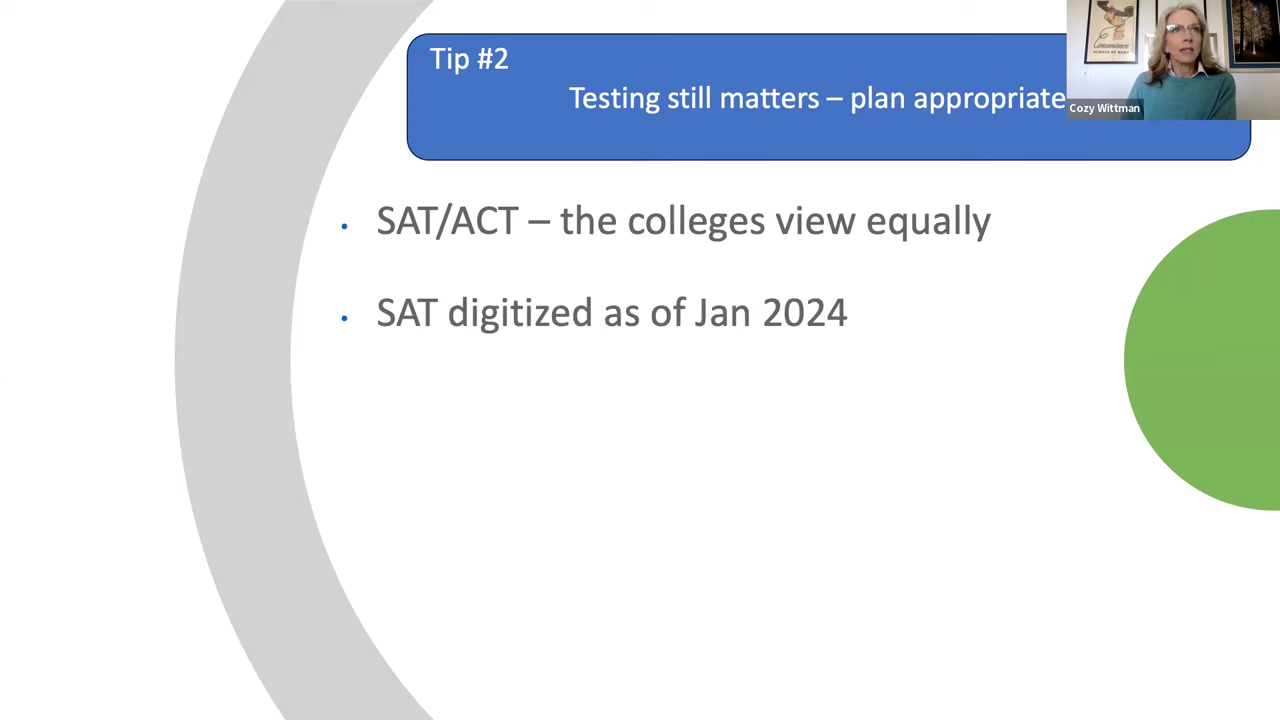 Tip #2
Testing still matters – plan appropriate
Cozy Wittman
• SAT/ACT – the colleges view equally
• SAT digitized as of Jan 2024